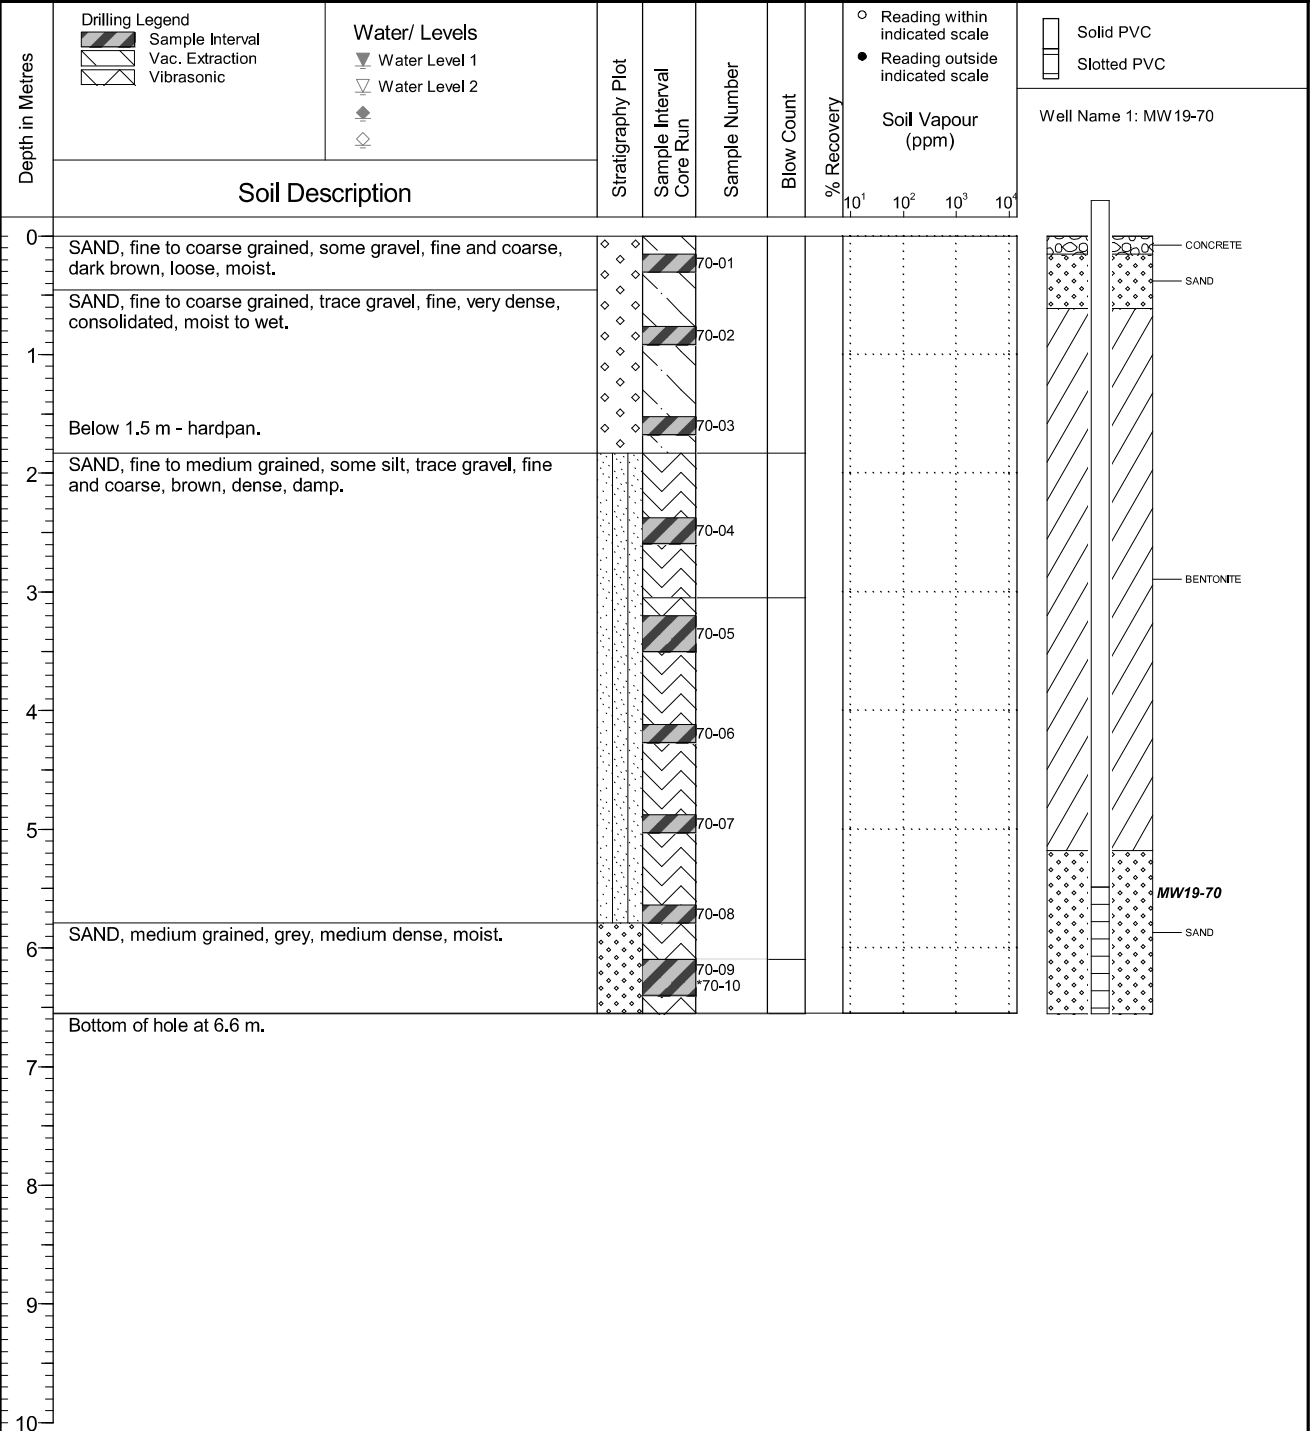 Depth in Metres
Drilling Legend
Sample Interval
Vac. Extraction
Vibrasonic
Water/ Levels
Water Level 1
Water Level 2
Soil Description
Stratigraphy Plot
Sample Interval
Core Run
Sample Number
Blow Count
% Recovery
Reading within
indicated scale
Reading outside
indicated scale
Soil Vapour
(ppm)
10¹ 10² 10³ 10⁴
Solid PVC
Slotted PVC
Well Name 1: MW19-70
0
SAND, fine to coarse grained, some gravel, fine and coarse,
dark brown, loose, moist.
70-01
CONCRETE
SAND
SAND, fine to coarse grained, trace gravel, fine, very dense,
consolidated, moist to wet.
70-02
1
Below 1.5 m - hardpan.
70-03
SAND, fine to medium grained, some silt, trace gravel, fine
and coarse, brown, dense, damp.
2
70-04
BENTONITE
3
70-05
4
70-06
5
70-07
MW19-70
70-08
SAND, medium grained, grey, medium dense, moist.
SAND
6
70-09
*70-10
Bottom of hole at 6.6 m.
7
8
9
10